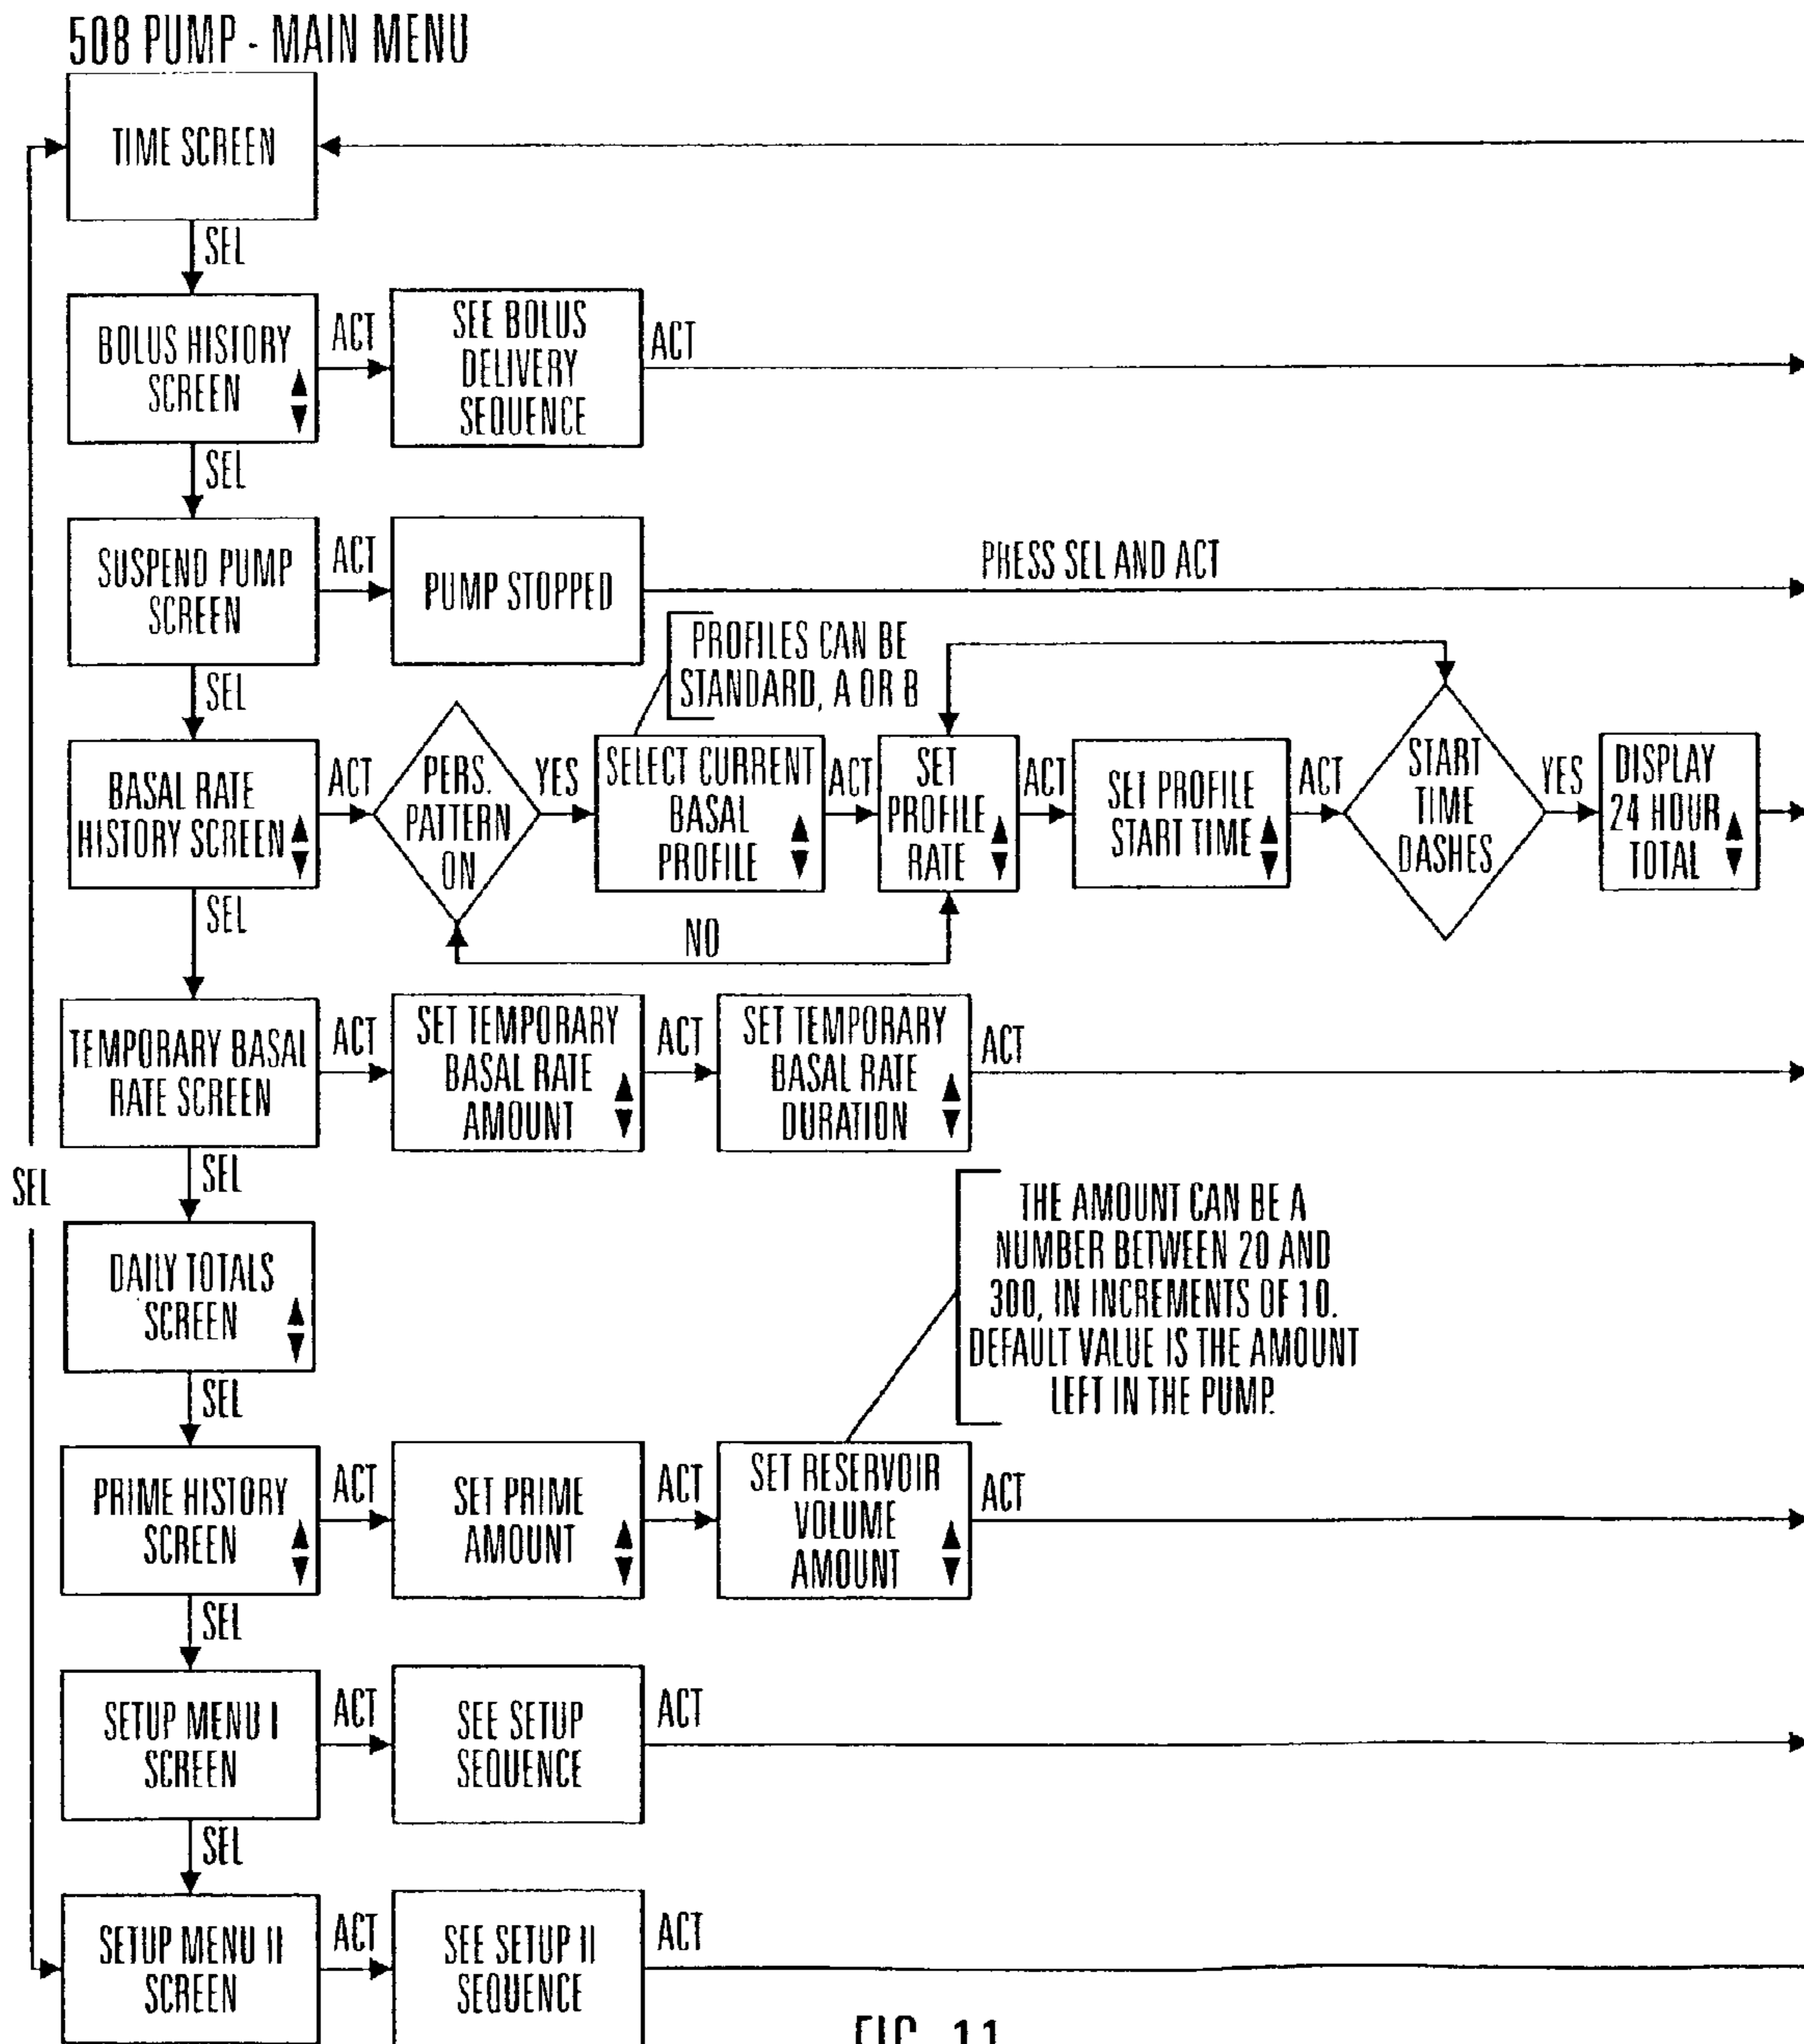 508 PUMP - MAIN MENU
TIME SCREEN
SEL
BOLUS HISTORY
SCREEN
ACT
SEE BOLUS
DELIVERY
SEQUENCE
ACT
SEL
SUSPEND PUMP
SCREEN
ACT
PUMP STOPPED
PRESS SEL AND ACT
PROFILES CAN BE
STANDARD, A OR B
SEL
BASAL RATE
HISTORY SCREEN
ACT
PERS.
PATTERN
ON
YES
SELECT CURRENT
BASAL
PROFILE
ACT
SET
PROFILE
RATE
ACT
SET PROFILE
START TIME
ACT
START
TIME
DASHES
YES
DISPLAY
24 HOUR
TOTAL
NO
SEL
TEMPORARY BASAL
RATE SCREEN
ACT
SET TEMPORARY
BASAL RATE
AMOUNT
ACT
SET TEMPORARY
BASAL RATE
DURATION
ACT
SEL
SEL
DAILY TOTALS
SCREEN
THE AMOUNT CAN BE A
NUMBER BETWEEN 20 AND
300, IN INCREMENTS OF 10.
DEFAULT VALUE IS THE AMOUNT
LEFT IN THE PUMP.
SEL
PRIME HISTORY
SCREEN
ACT
SET PRIME
AMOUNT
ACT
SET RESERVOIR
VOLUME
AMOUNT
ACT
SEL
SETUP MENU I
SCREEN
ACT
SEE SETUP
SEQUENCE
ACT
SEL
SETUP MENU II
SCREEN
ACT
SEE SETUP II
SEQUENCE
ACT
FIG. 11